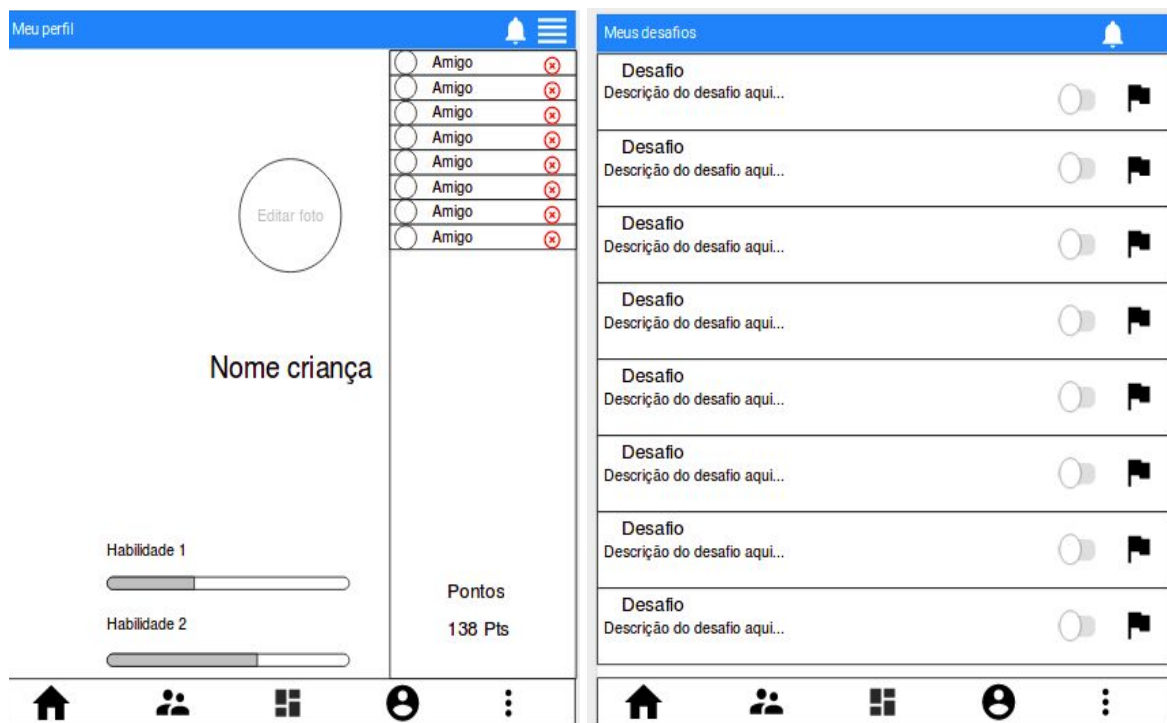 Meu perfil
Amigo
Amigo
Amigo
Amigo
Amigo
Amigo
Amigo
Amigo
Editar foto
Nome criança
Habilidade 1
Habilidade 2
Pontos
138 Pts
Meus desafios
Desafio
Descrição do desafio aqui...
Desafio
Descrição do desafio aqui...
Desafio
Descrição do desafio aqui...
Desafio
Descrição do desafio aqui...
Desafio
Descrição do desafio aqui...
Desafio
Descrição do desafio aqui...
Desafio
Descrição do desafio aqui...
Desafio
Descrição do desafio aqui...